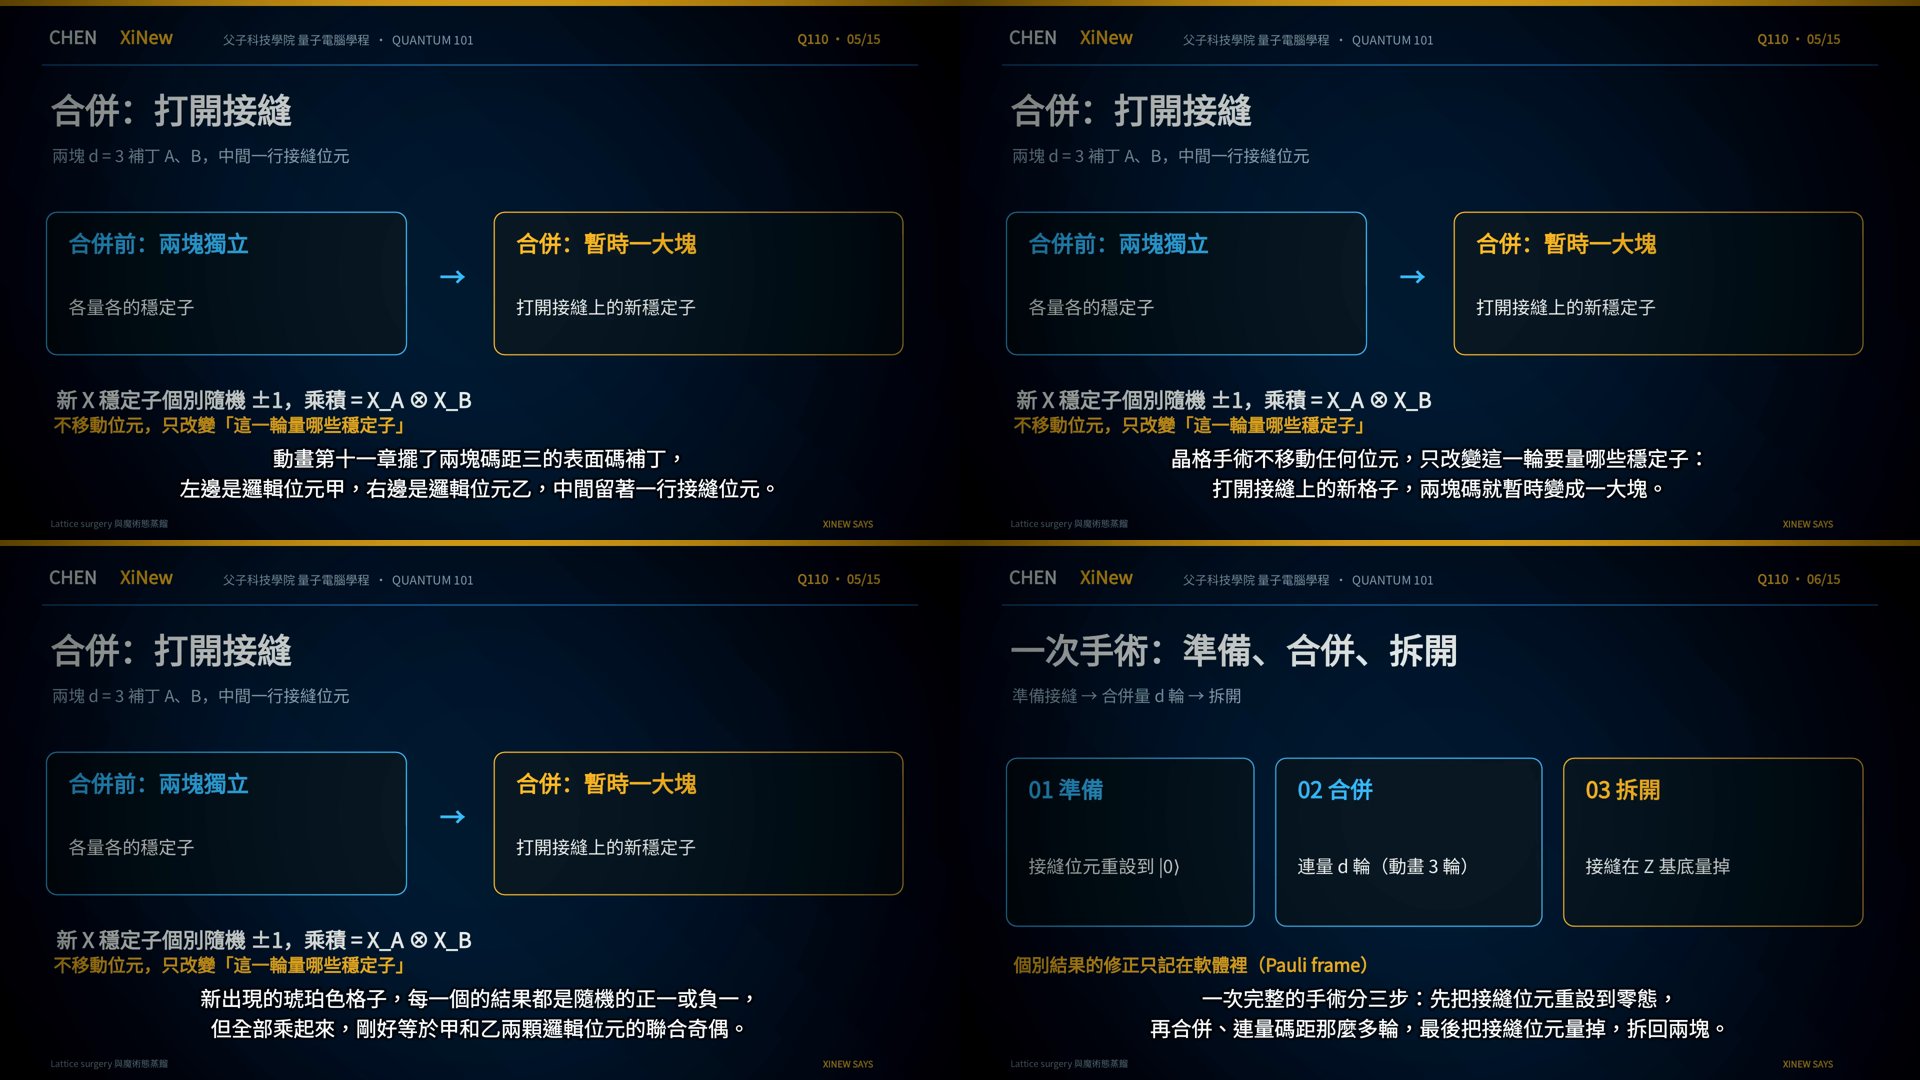 CHEN XiNew 父子科技學院 量子電腦學程 · QUANTUM 101 Q110 · 05/15
合併：打開接縫
兩塊 d = 3 補丁 A、B，中間一行接縫位元
合併前：兩塊獨立
各量各的穩定子
→
合併：暫時一大塊
打開接縫上的新穩定子
新 X 穩定子個別隨機 ±1，乘積 = X_A ⊗ X_B
不移動位元，只改變「這一輪量哪些穩定子」
動畫第十一章擺了兩塊碼距三的表面碼補丁，
左邊是邏輯位元甲，右邊是邏輯位元乙，中間留著一行接縫位元。
Lattice surgery 與魔術態蒸餾 XINEW SAYS
CHEN XiNew 父子科技學院 量子電腦學程 · QUANTUM 101 Q110 · 05/15
合併：打開接縫
兩塊 d = 3 補丁 A、B，中間一行接縫位元
合併前：兩塊獨立
各量各的穩定子
→
合併：暫時一大塊
打開接縫上的新穩定子
新 X 穩定子個別隨機 ±1，乘積 = X_A ⊗ X_B
不移動位元，只改變「這一輪量哪些穩定子」
晶格手術不移動任何位元，只改變這一輪要量哪些穩定子：
打開接縫上的新格子，兩塊碼就暫時變成一大塊。
Lattice surgery 與魔術態蒸餾 XINEW SAYS
CHEN XiNew 父子科技學院 量子電腦學程 · QUANTUM 101 Q110 · 05/15
合併：打開接縫
兩塊 d = 3 補丁 A、B，中間一行接縫位元
合併前：兩塊獨立
各量各的穩定子
→
合併：暫時一大塊
打開接縫上的新穩定子
新 X 穩定子個別隨機 ±1，乘積 = X_A ⊗ X_B
不移動位元，只改變「這一輪量哪些穩定子」
新出現的琥珀色格子，每一個的結果都是隨機的正一或負一，
但全部乘起來，剛好等於甲和乙兩顆邏輯位元的聯合奇偶。
Lattice surgery 與魔術態蒸餾 XINEW SAYS
CHEN XiNew 父子科技學院 量子電腦學程 · QUANTUM 101 Q110 · 06/15
一次手術：準備、合併、拆開
準備接縫 → 合併量 d 輪 → 拆開
01 準備
接縫位元重設到 |0⟩
02 合併
連量 d 輪（動畫 3 輪）
03 拆開
接縫在 Z 基底量掉
個別結果的修正只記在軟體裡（Pauli frame）
一次完整的手術分三步：先把接縫位元重設到零態，
再合併、連量碼距那麼多輪，最後把接縫位元量掉，拆回兩塊。
Lattice surgery 與魔術態蒸餾 XINEW SAYS